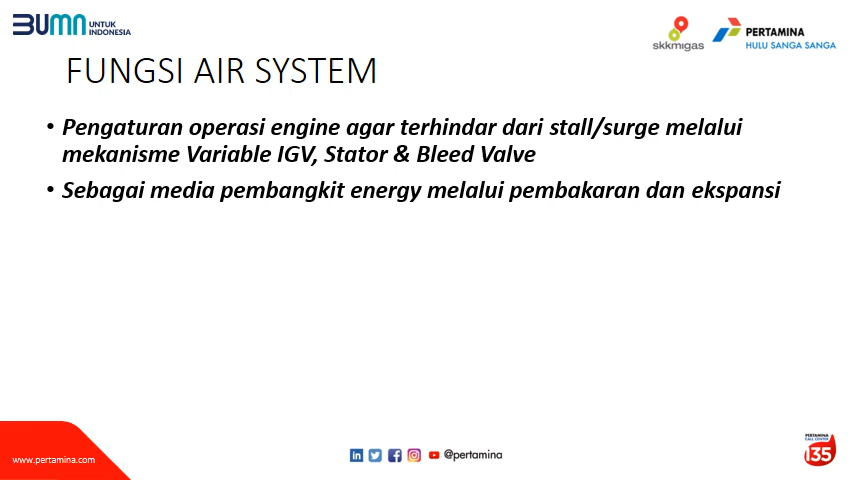 BUMN UNTUK
INDONESIA
skkmigas
PERTAMINA
HULU SANGA SANGA
FUNGSI AIR SYSTEM
• Pengaturan operasi engine agar terhindar dari stall/surge melalui
mekanisme Variable IGV, Stator & Bleed Valve
• Sebagai media pembangkit energy melalui pembakaran dan ekspansi
www.pertamina.com
@pertamina
PERTAMINA
CALL CENTER
135